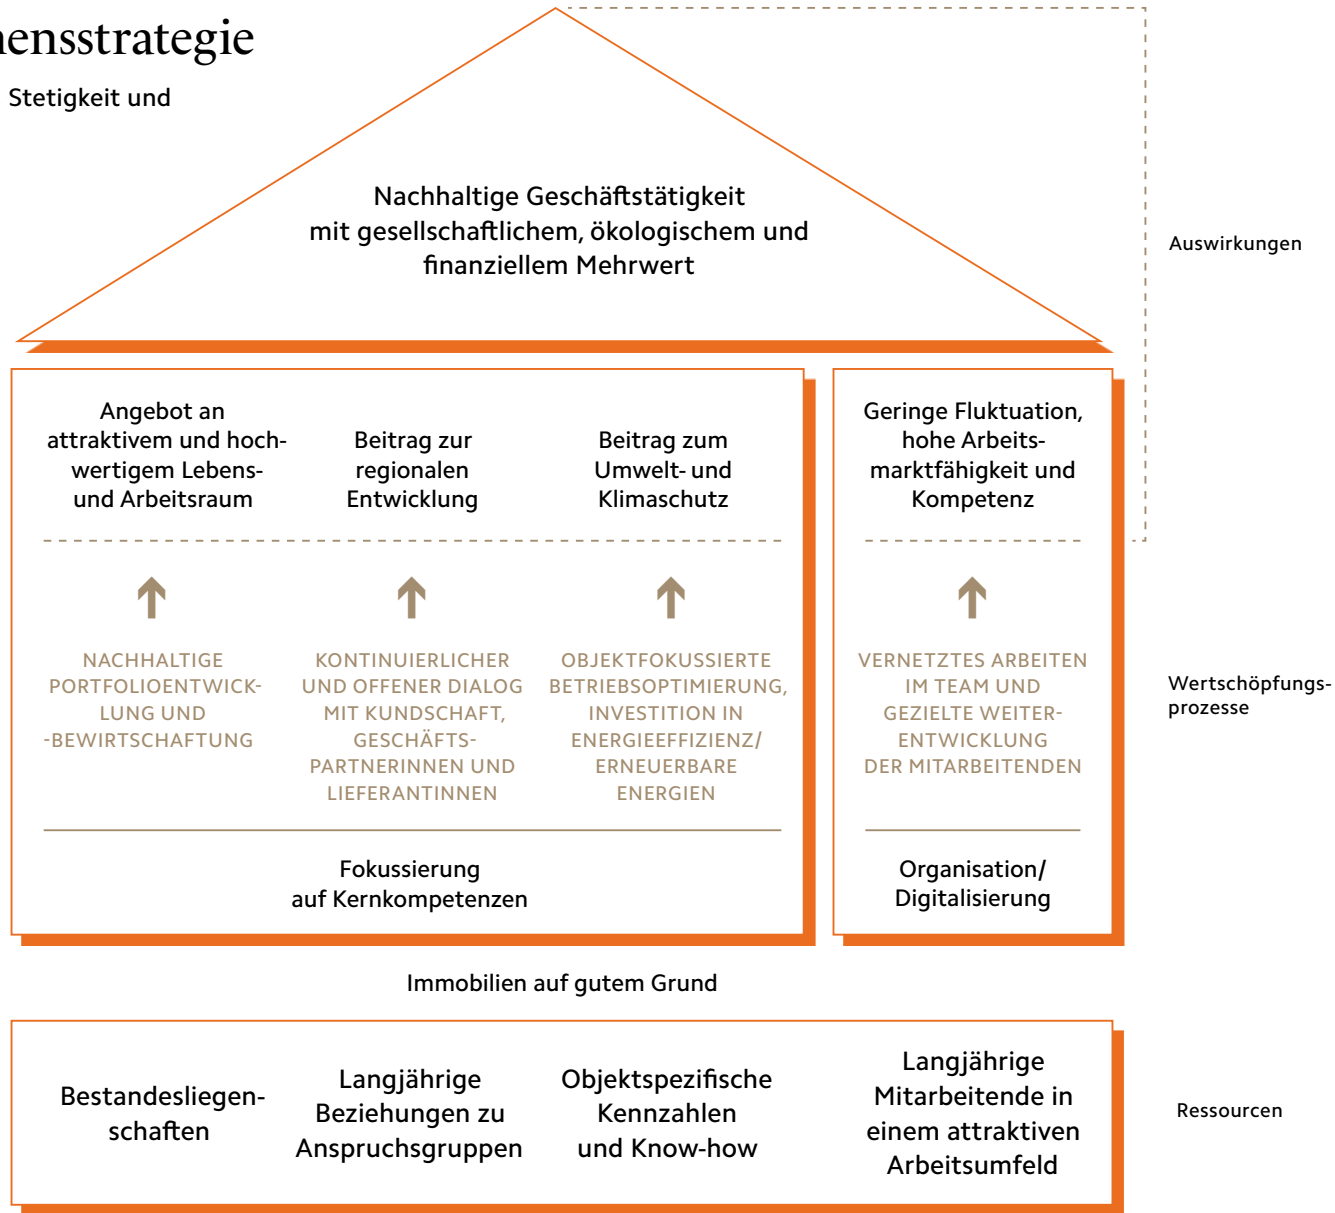 nensstrategie
Stetigkeit und
Nachhaltige Geschäftstätigkeit
mit gesellschaftlichem, ökologischem und
finanziellem Mehrwert
Auswirkungen
Angebot an
attraktivem und hoch-
wertigem Lebens-
und Arbeitsraum
Beitrag zur
regionalen
Entwicklung
Beitrag zum
Umwelt- und
Klimaschutz
Geringe Fluktuation,
hohe Arbeits-
marktfähigkeit und
Kompetenz
NACHHALTIGE
PORTFOLIOENTWICK-
LUNG UND
-BEWIRTSCHAFTUNG
KONTINUIERLICHER
UND OFFENER DIALOG
MIT KUNDSCHAFT,
GESCHÄFTS-
PARTNERINNEN UND
LIEFERANTINNEN
OBJEKTFOKUSSIERTE
BETRIEBSOPTIMIERUNG,
INVESTITION IN
ENERGIEEFFIZIENZ/
ERNEUERBARE
ENERGIEN
VERNETZTES ARBEITEN
IM TEAM UND
GEZIELTE WEITER-
ENTWICKLUNG
DER MITARBEITENDEN
Wertschöpfungs-
prozesse
Fokussierung
auf Kernkompetenzen
Organisation/
Digitalisierung
Immobilien auf gutem Grund
Bestandesliegen-
schaften
Langjährige
Beziehungen zu
Anspruchsgruppen
Objektspezifische
Kennzahlen
und Know-how
Langjährige
Mitarbeitende in
einem attraktiven
Arbeitsumfeld
Ressourcen